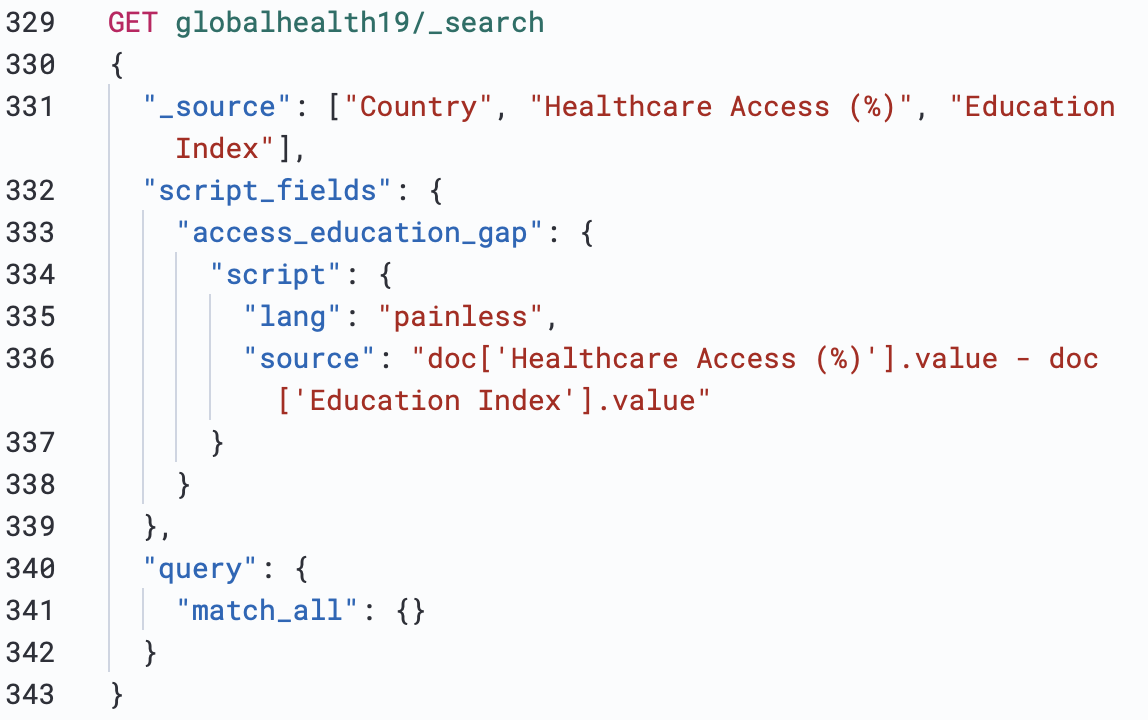 329 GET globalhealth19/_search
330 {
331 "_source": ["Country", "Healthcare Access (%)", "Education
Index"],
332 "script_fields": {
333 "access_education_gap": {
334 "script": {
335 "lang": "painless",
336 "source": "doc['Healthcare Access (%)'].value - doc
['Education Index'].value"
337 }
338 }
339 },
340 "query": {
341 "match_all": {}
342 }
343 }